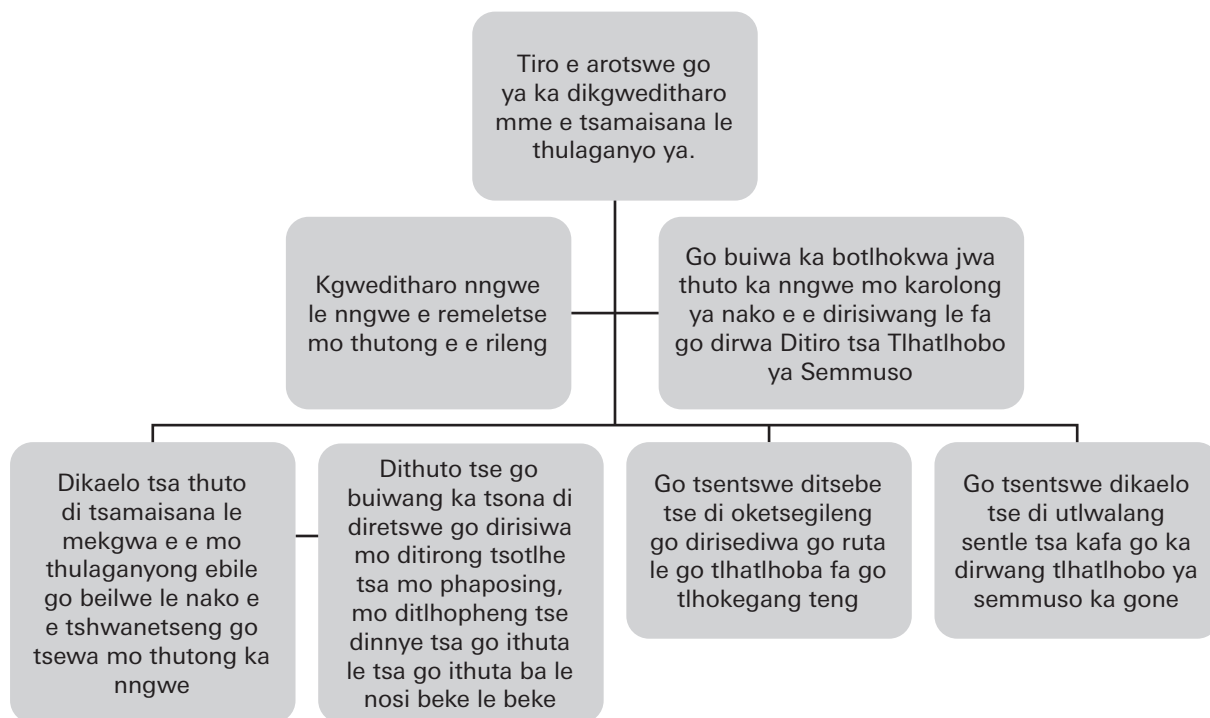 Tiro e arotswe go
ya ka dikgweditharo
mme e tsamaisana le
thulaganyo ya.
Kgweditharo nngwe
le nngwe e remeletse
mo thutong e e rileng
Go buiwa ka botlhokwa jwa
thuto ka nngwe mo karolong
ya nako e e dirisiwang le fa
go dirwa Ditiro tsa Tlhatlhobo
ya Semmuso
Dikaelo tsa thuto
di tsamaisana le
mekgwa e e mo
thulaganyong ebile
go beilwe le nako e
e tshwanetseng go
tsewa mo thutong ka
nngwe
Dithuto tse go
buiwang ka tsona di
diretswe go dirisiwa
mo ditirong tsotlhe
tsa mo phaposing,
mo ditlhopheng tse
dinnye tsa go ithuta
le tsa go ithuta ba le
nosi beke le beke
Go tsentswe ditsebe
tse di oketsegileng
go dirisediwa go ruta
le go tlhatlhoba fa go
tlhokegang teng
Go tsentswe dikaelo
tse di utlwalang
sentle tsa kafa go ka
dirwang tlhatlhobo ya
semmuso ka gone